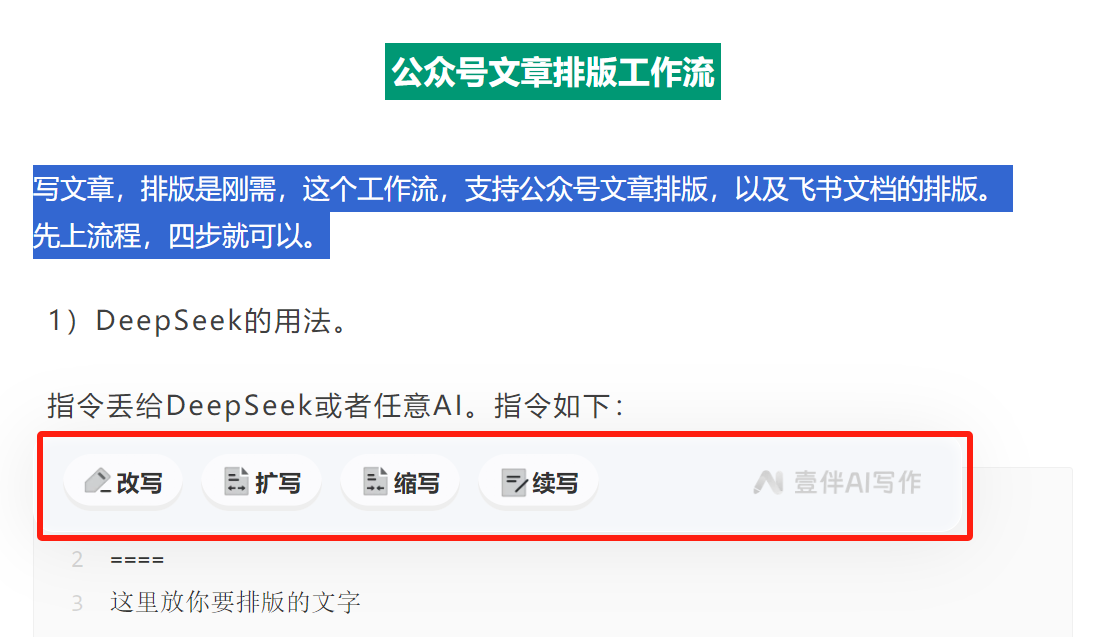 公众号文章排版工作流
写文章，排版是刚需，这个工作流，支持公众号文章排版，以及飞书文档的排版。
先上流程，四步就可以。
1）DeepSeek的用法。
指令丢给DeepSeek或者任意AI。指令如下：
改写 扩写 缩写 续写 壹伴AI写作
2 ====
3 这里放你要排版的文字